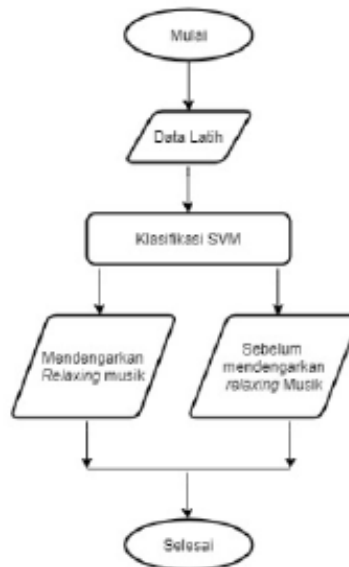 Mulai
Data Latih
Klasifikasi SVM
Mendengarkan
Relaxing musik
Sebelum
mendengarkan
relaxing Musik
Selesai